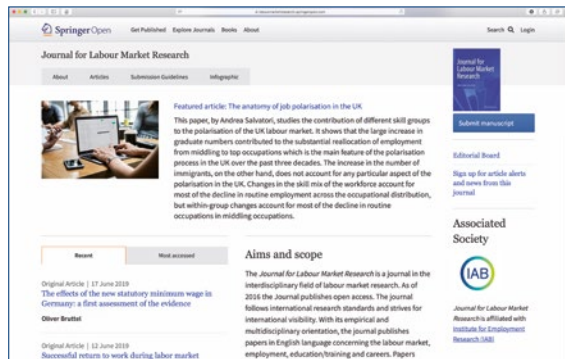 SpringerOpen
Get Published Explore Journals Books About
Search Login
Journal for Labour Market Research
About Articles Submission Guidelines Infographic
Featured article: The anatomy of job polarisation in the UK
This paper, by Andrea Salvatori, studies the contribution of different skill groups
to the polarisation of the UK labour market. It shows that the large increase in
graduate numbers contributed to the substantial reallocation of employment
from middling to top occupations which is the main feature of the polarisation
process in the UK over the past three decades. The increase in the number of
immigrants, on the other hand, does not account for any particular aspect of the
polarisation in the UK. Changes in the skill mix of the workforce account for
most of the decline in routine employment across the occupational distribution,
but within-group changes account for most of the decline in routine
occupations in middling occupations.
Journal for
Labour Market
Research
Submit manuscript
Editorial Board
Sign up for article alerts
and news from this
journal
Recent Most accessed
Original Article | 17 June 2019
The effects of the new statutory minimum wage in
Germany: a first assessment of the evidence
Oliver Bruttel
Original Article | 12 June 2019
Successful return to work during labor market
Aims and scope
The Journal for Labour Market Research is a journal in the
interdisciplinary field of labour market research. As of
2016 the Journal publishes open access. The journal
follows international research standards and strives for
international visibility. With its empirical and
multidisciplinary orientation, the journal publishes
papers in English language concerning the labour market,
employment, education/training and careers. Papers
Associated
Society
IAB
Journal for Labour Market
Research is affiliated with
Institute for Employment
Research (IAB)